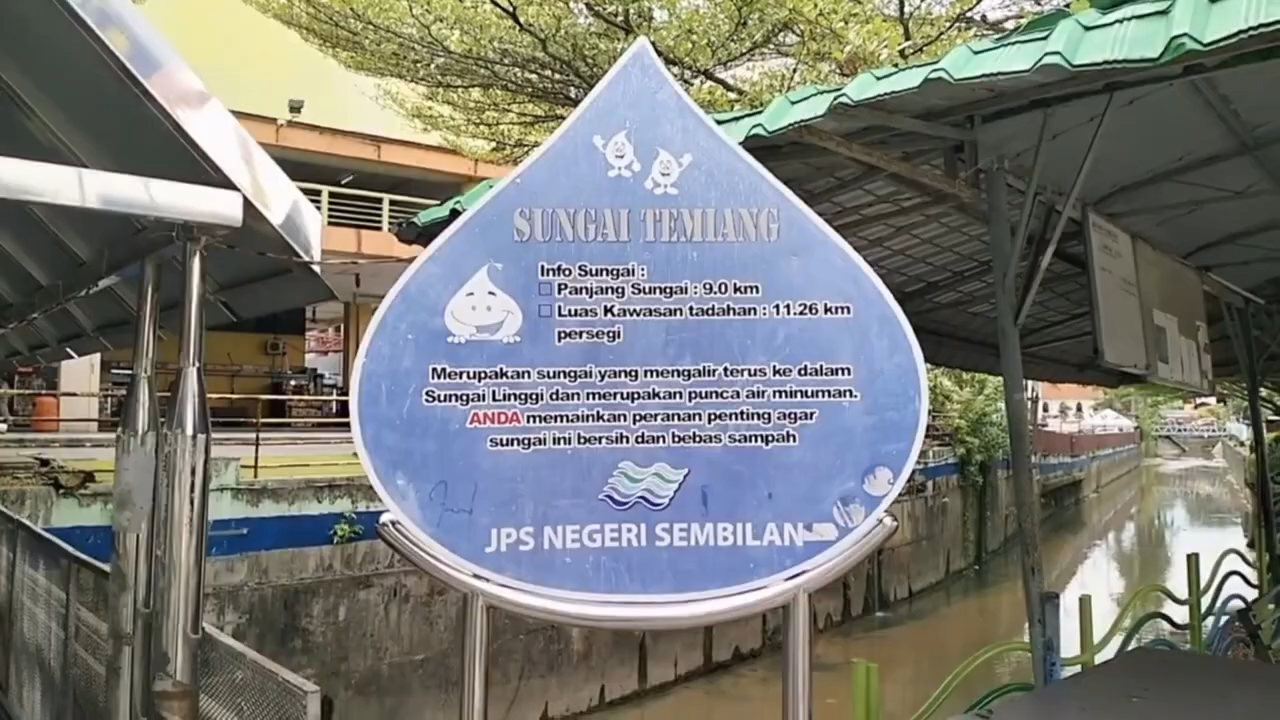 SUNGAI TEMIANG
Info Sungai :
Panjang Sungai : 9.0 km
Luas Kawasan tadahan : 11.26 km
persegi
Merupakan sungai yang mengalir terus ke dalam
Sungai Linggi dan merupakan punca air minuman.
ANDA memainkan peranan penting agar
sungai ini bersih dan bebas sampah
JPS NEGERI SEMBILAN